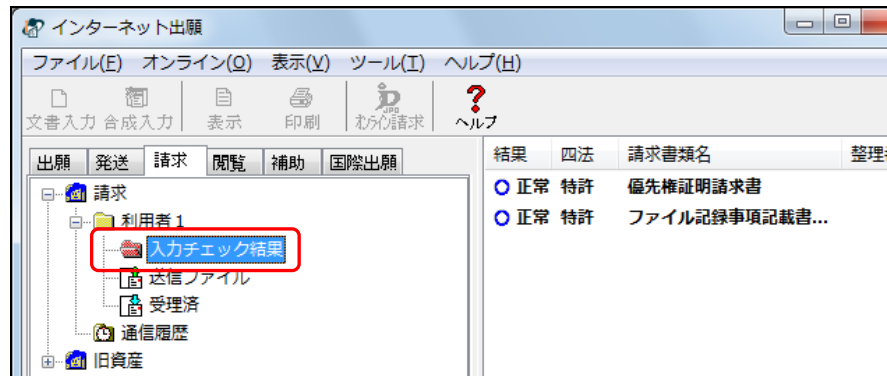 インターネット出願
ファイル(F) オンライン(O) 表示(V) ツール(T) ヘルプ(H)
文書入力 合成入力 表示 印刷 オンライン請求 ヘルプ
出願 発送 請求 閲覧 補助 国際出願
請求
利用者1
入力チェック結果
送信ファイル
受理済
通信履歴
旧資産
結果 四法 請求書類名
正常 特許 優先権証明請求書
正常 特許 ファイル記録事項記載書...